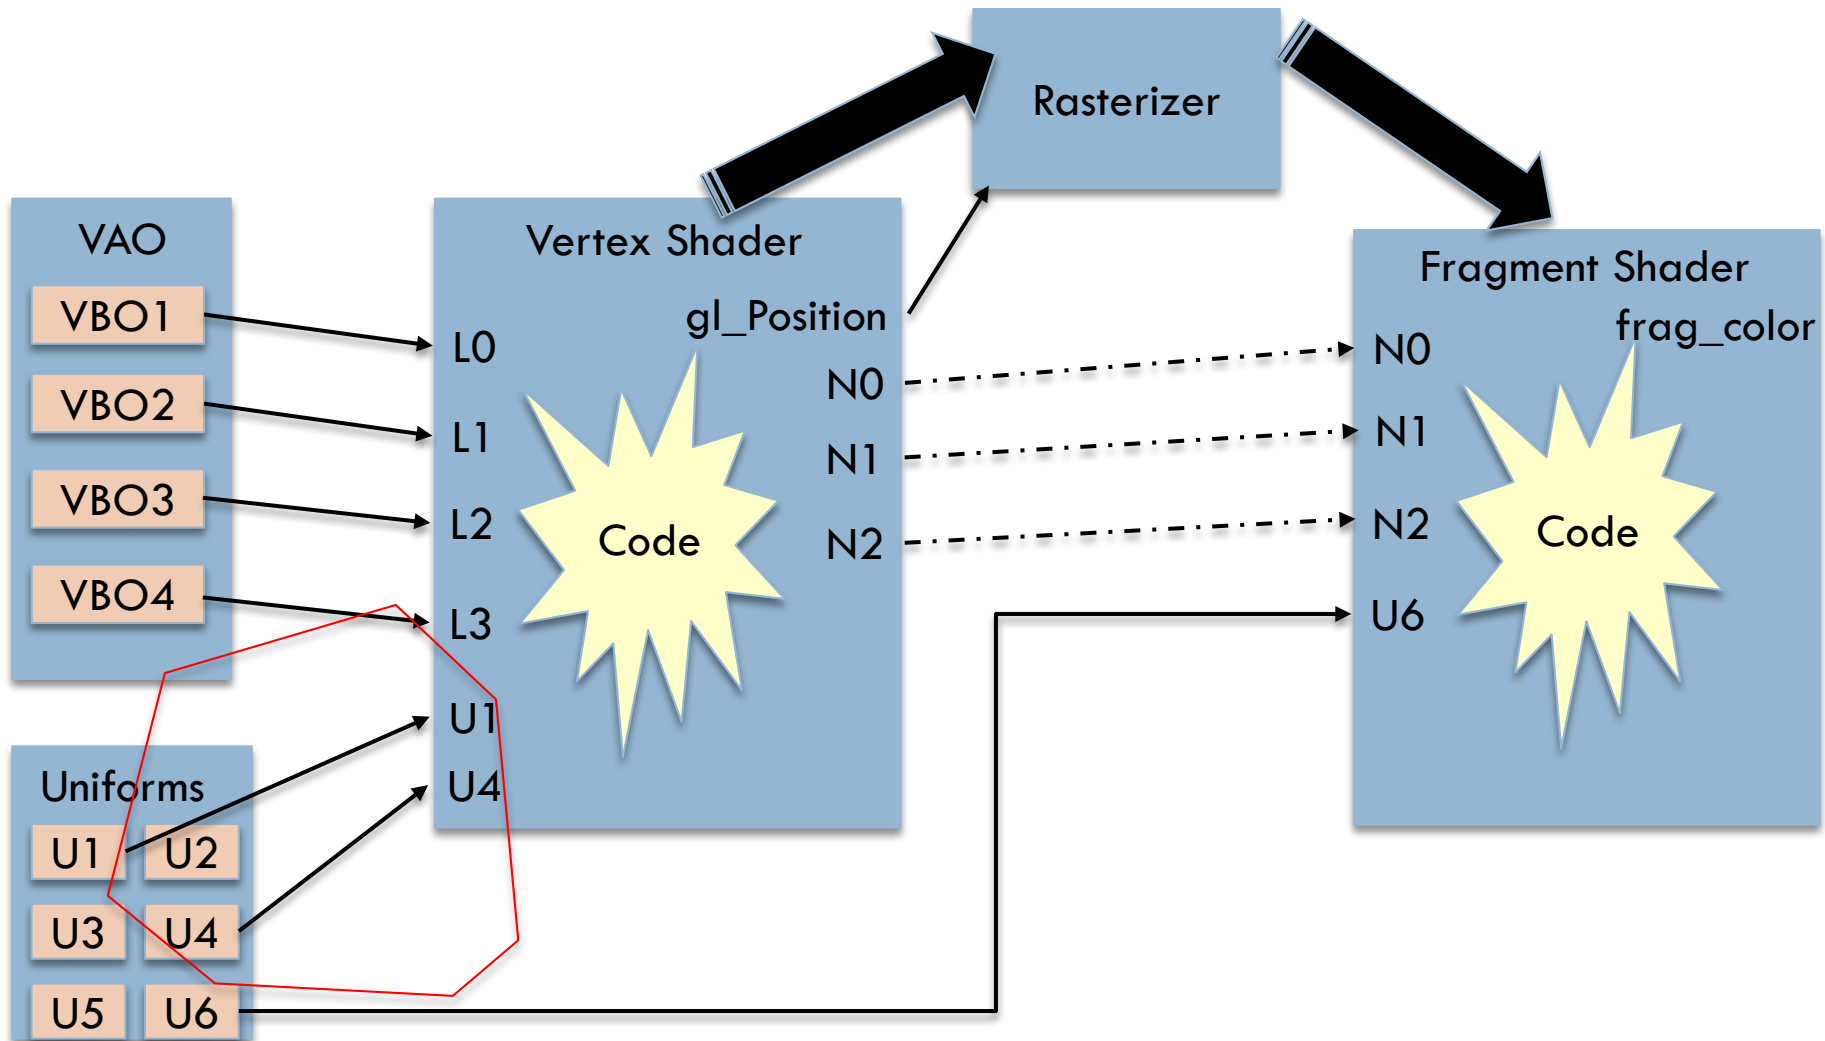 Rasterizer
VAO
VBO1
VBO2
VBO3
VBO4
Uniforms
U1 U2
U3 U4
U5 U6
Vertex Shader
gl_Position
L0
L1
L2
L3
U1
U4
Code
N0
N1
N2
Fragment Shader
frag_color
N0
N1
N2
U6
Code